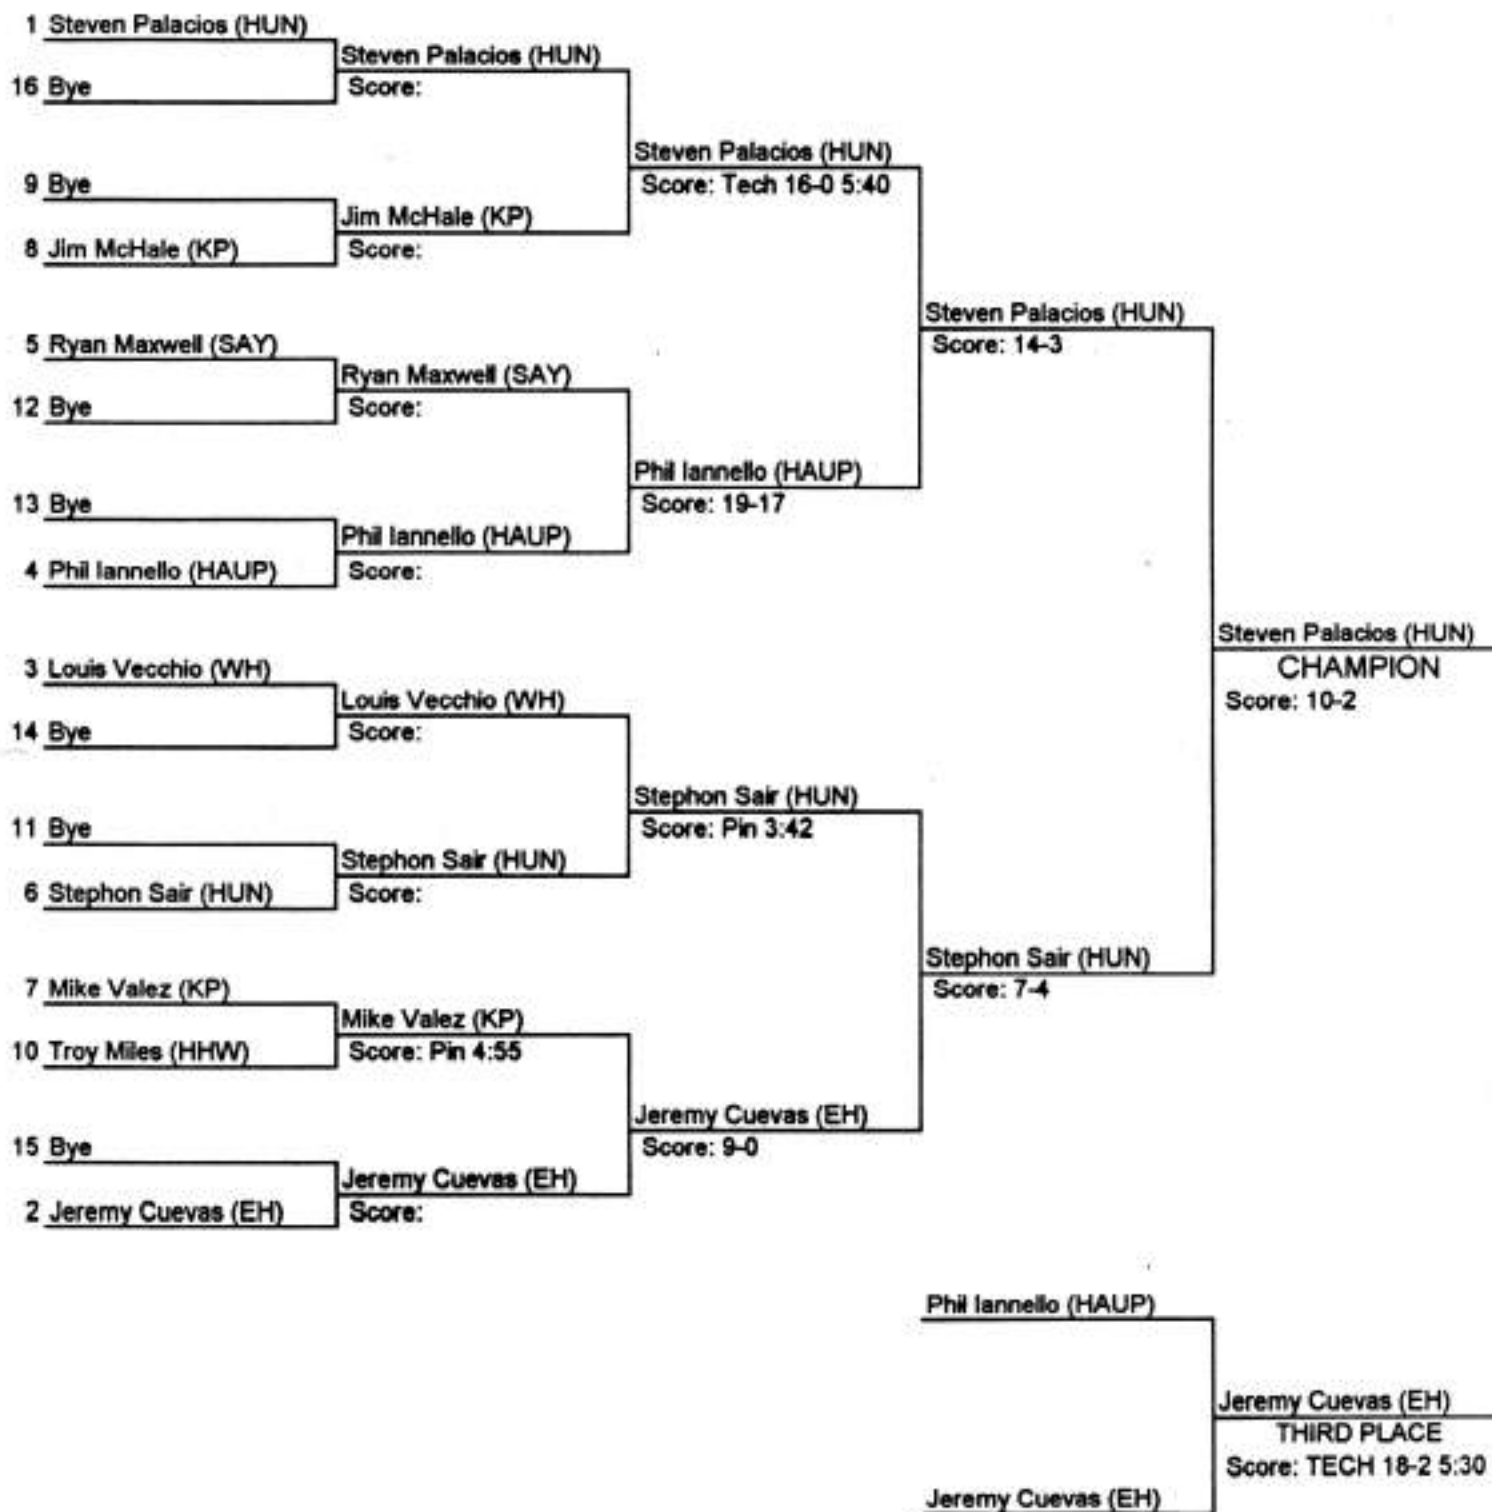 1 Steven Palacios (HUN)
Steven Palacios (HUN)
16 Bye
Score:
Steven Palacios (HUN)
Score: Tech 16-0 5:40
9 Bye
Jim McHale (KP)
8 Jim McHale (KP)
Score:
Steven Palacios (HUN)
Score: 14-3
5 Ryan Maxwell (SAY)
Ryan Maxwell (SAY)
12 Bye
Score:
Phil Iannello (HAUP)
Score: 19-17
13 Bye
Phil Iannello (HAUP)
4 Phil Iannello (HAUP)
Score:
Steven Palacios (HUN)
CHAMPION
Score: 10-2
3 Louis Vecchio (WH)
Louis Vecchio (WH)
14 Bye
Score:
Stephon Sair (HUN)
Score: Pin 3:42
11 Bye
Stephon Sair (HUN)
6 Stephon Sair (HUN)
Score:
Stephon Sair (HUN)
Score: 7-4
7 Mike Valez (KP)
Mike Valez (KP)
10 Troy Miles (HHW)
Score: Pin 4:55
Jeremy Cuevas (EH)
Score: 9-0
15 Bye
Jeremy Cuevas (EH)
2 Jeremy Cuevas (EH)
Score:
Phil Iannello (HAUP)
Jeremy Cuevas (EH)
THIRD PLACE
Score: TECH 18-2 5:30
Jeremy Cuevas (EH)